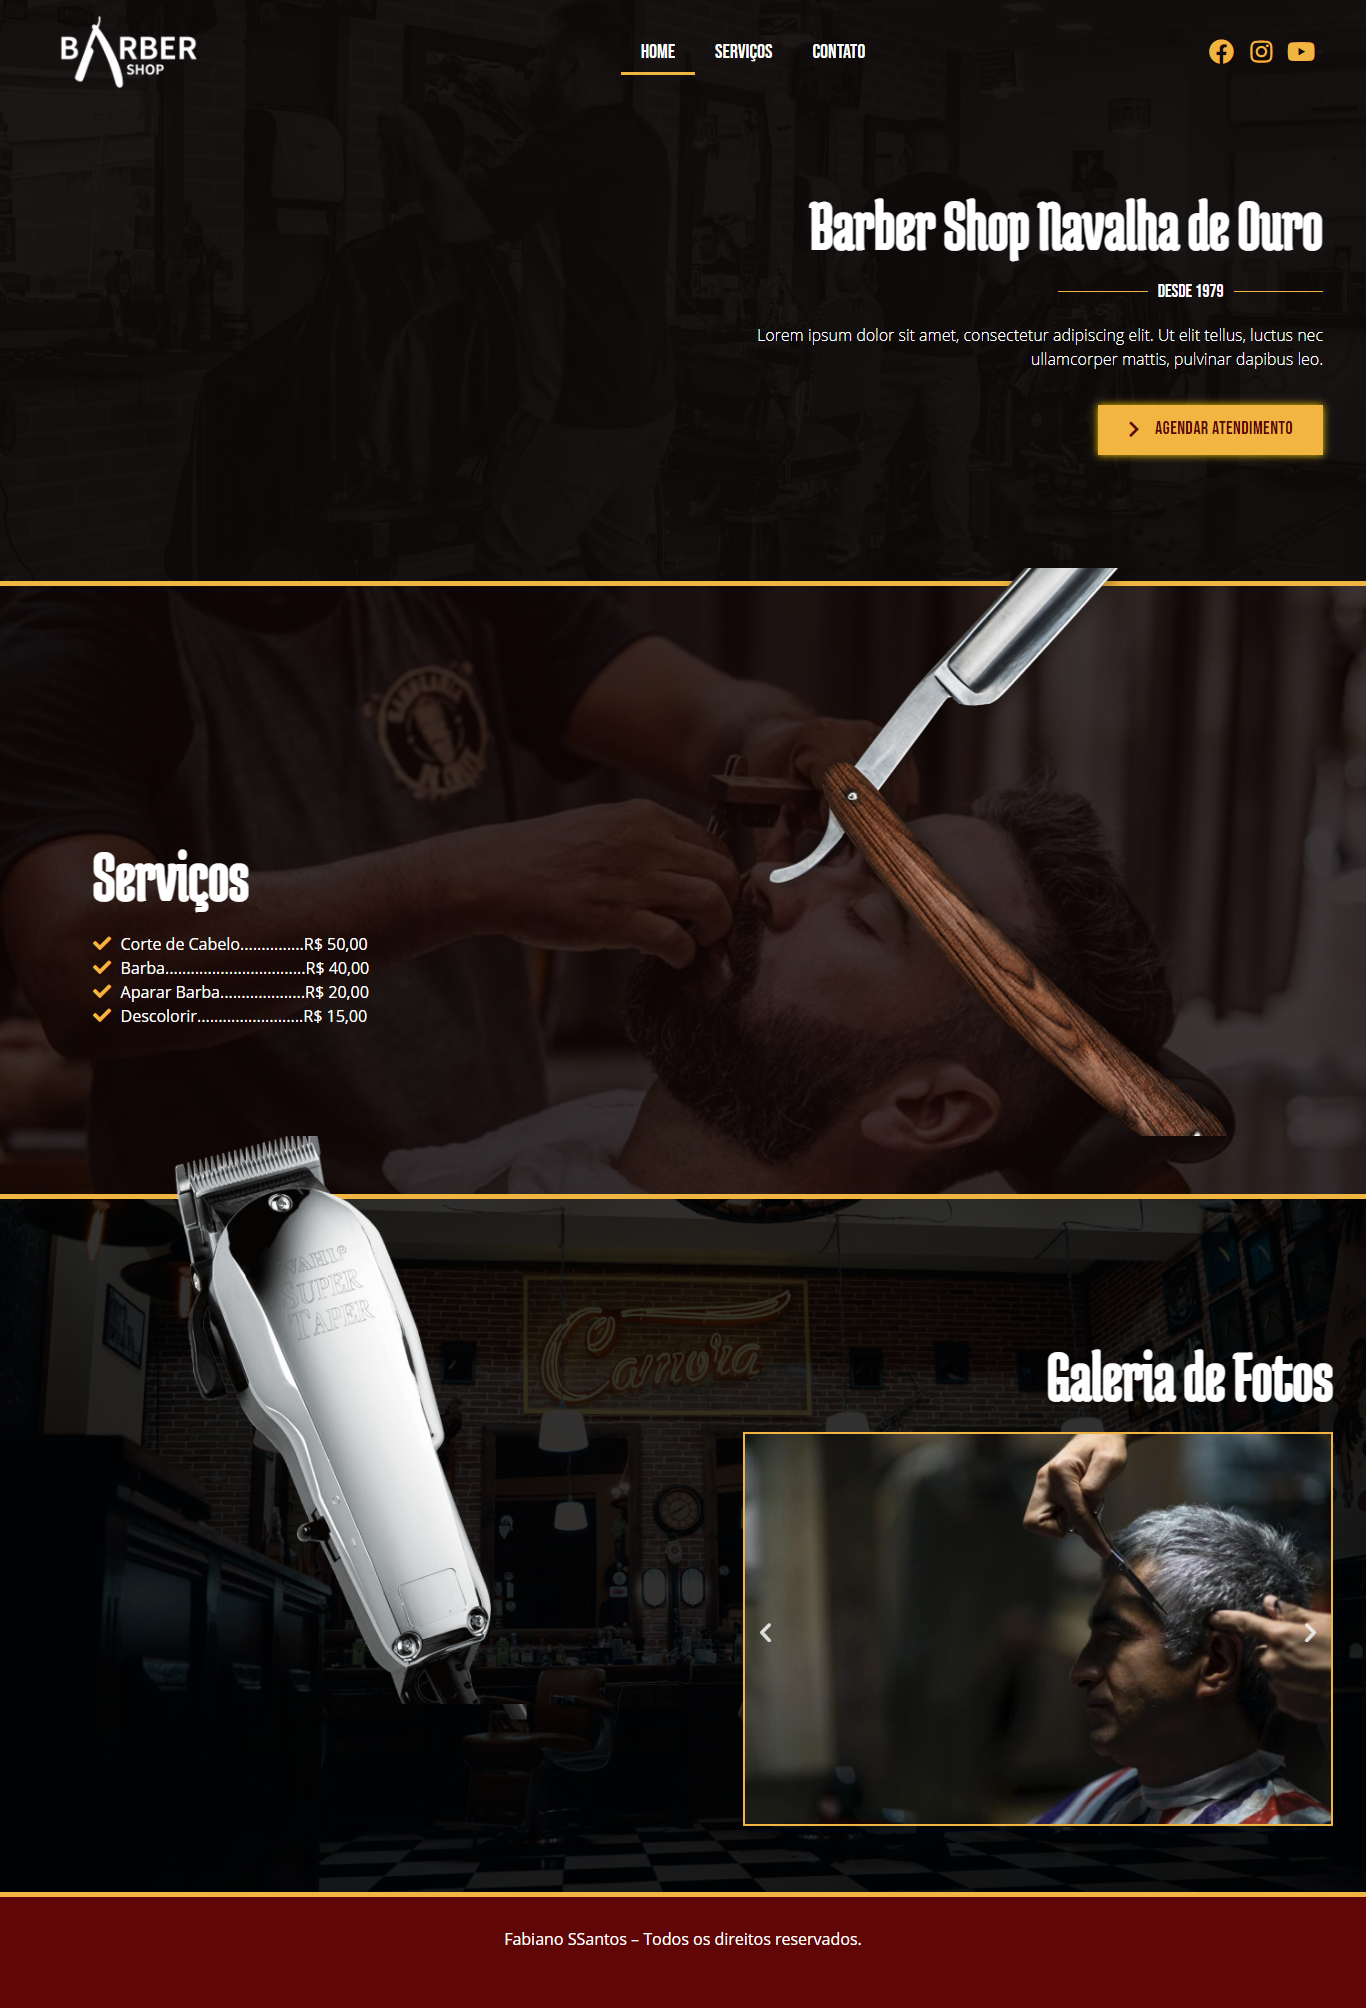 BARBER
SHOP
HOME
SERVIÇOS
CONTATO
Barber Shop Navalha de Ouro
DESDE 1979
Lorem ipsum dolor sit amet, consectetur adipiscing elit. Ut elit tellus, luctus nec
ullamcorper mattis, pulvinar dapibus leo.
AGENDAR ATENDIMENTO
Serviços
Corte de Cabelo...............R$ 50,00
Barba.................................R$ 40,00
Aparar Barba....................R$ 20,00
Descolorir.........................R$ 15,00
WAHL®
SUPER
TAPER
Camorra
Galeria de Fotos
Fabiano SSantos – Todos os direitos reservados.